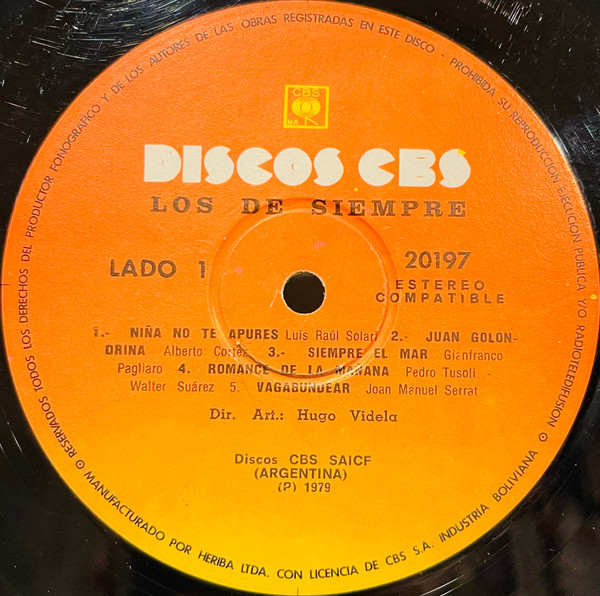 CBS
M.R.
DISCOS CBS
LOS DE SIEMPRE
LADO 1
20197
ESTEREO
COMPATIBLE
1.- NIÑA NO TE APURES Luis Raúl Solari 2.- JUAN GOLON-
DRINA Alberto Cortéz 3.- SIEMPRE EL MAR Gianfranco
Pagliaro 4. ROMANCE DE LA MAÑANA Pedro Tusoli -
Walter Suárez 5. VAGABUNDEAR Joan Manuel Serrat
Dir. Art.: Hugo Videla
Discos CBS SAICF
(ARGENTINA)
(P) 1979
RESERVADOS TODOS LOS DERECHOS DEL PRODUCTOR FONOGRAFICO Y DE LOS AUTORES DE LAS OBRAS REGISTRADAS EN ESTE DISCO - PROHIBIDA SU REPRODUCCION EJECUCION PUBLICA Y/O RADIOTELEDIFUSION
MANUFACTURADO POR HERIBA LTDA. CON LICENCIA DE CBS S.A. INDUSTRIA BOLIVIANA